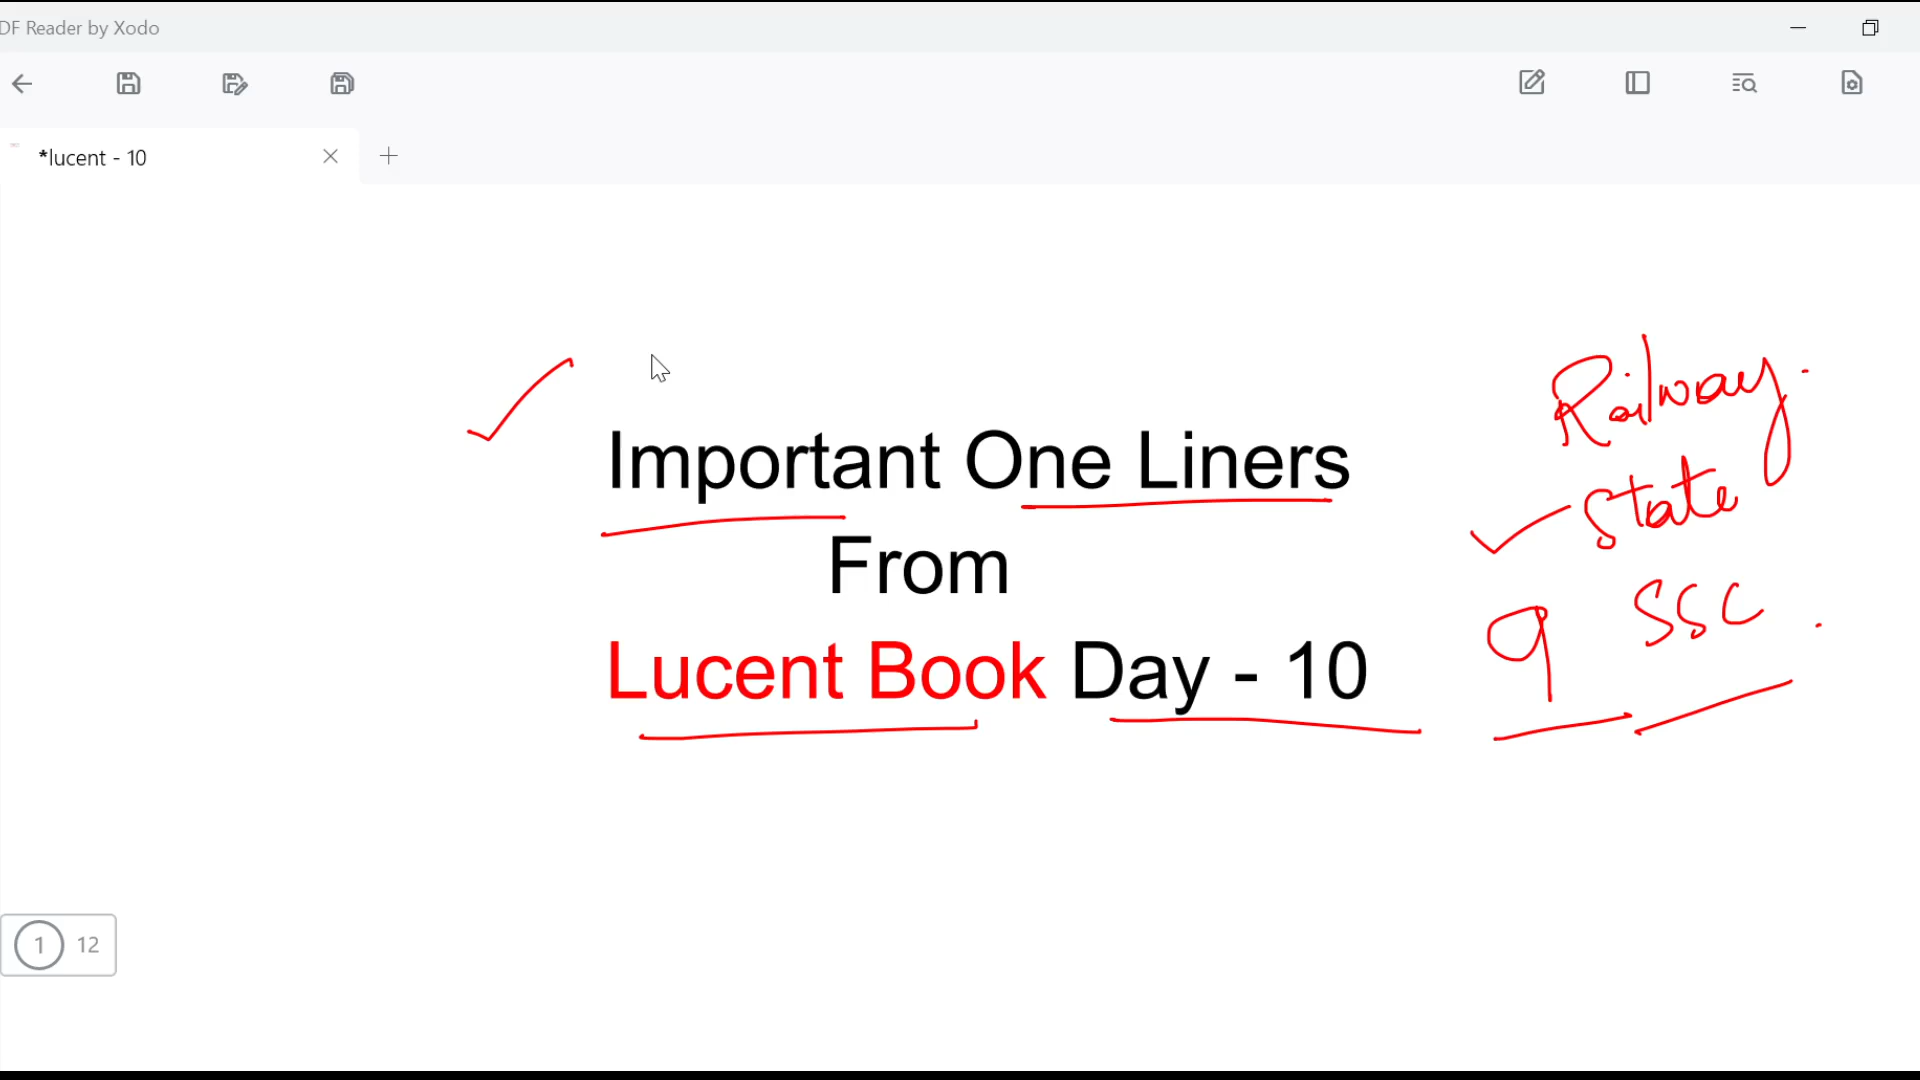 DF Reader by Xodo
*lucent - 10
Important One Liners
From
Lucent Book Day - 10
Railway.
State
9 SSC .
1 12